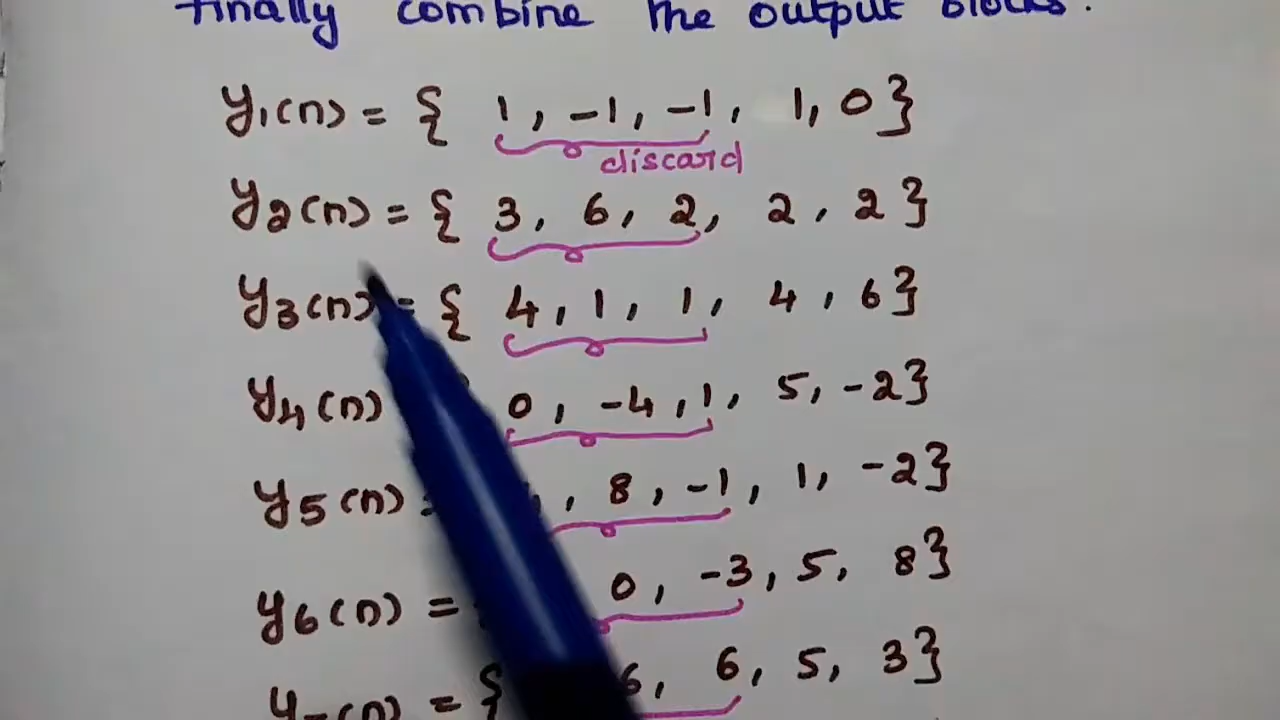 finally combine the output blocks.
y₁(n) = { 1, -1, -1, 1, 0}
discard
y₂(n) = { 3, 6, 2, 2, 2}
y₃(n) = { 4, 1, 1, 4, 6}
y₄(n) 0, -4, 1, 5, -2}
y₅(n) = , 8, -1, 1, -2}
y₆(n) = 0, -3, 5, 8}
(n) = { 6, 6, 5, 3}